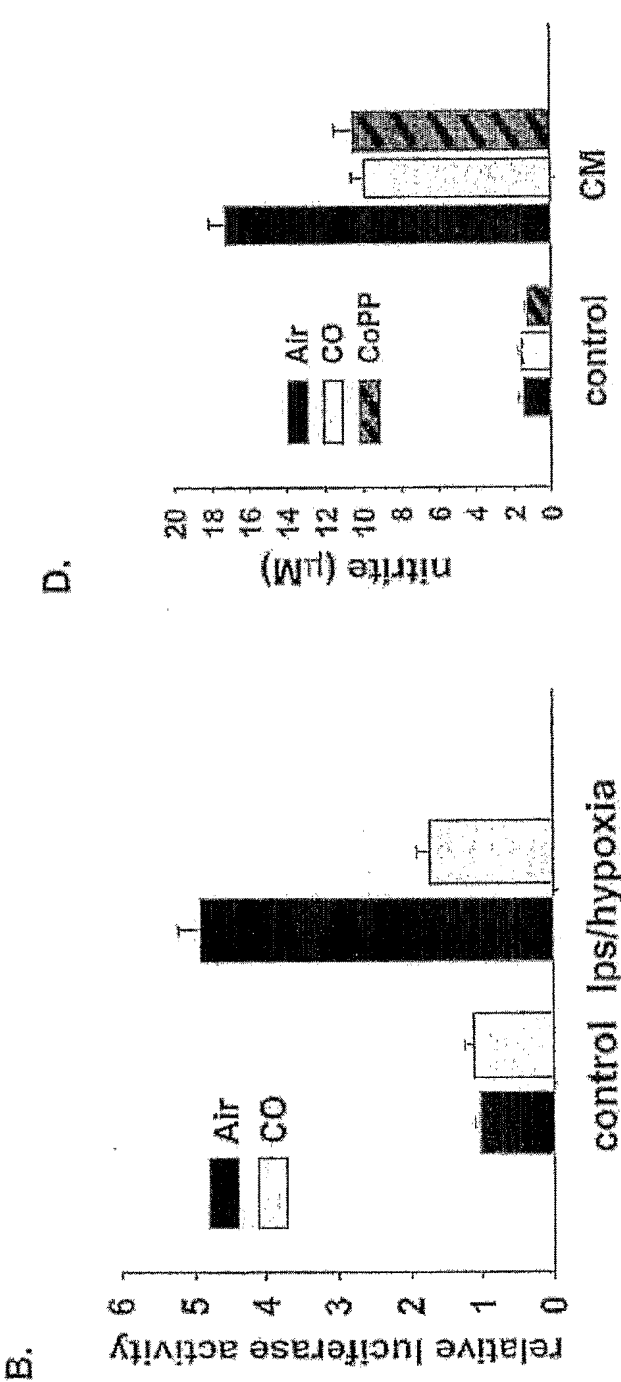 B.
relative luciferase activity
6
5
4
3
2
1
0
Air
CO
control lps/hypoxia
D.
nitrite (μM)
20
18
16
14
12
10
8
6
4
2
0
Air
CO
CoPP
control CM